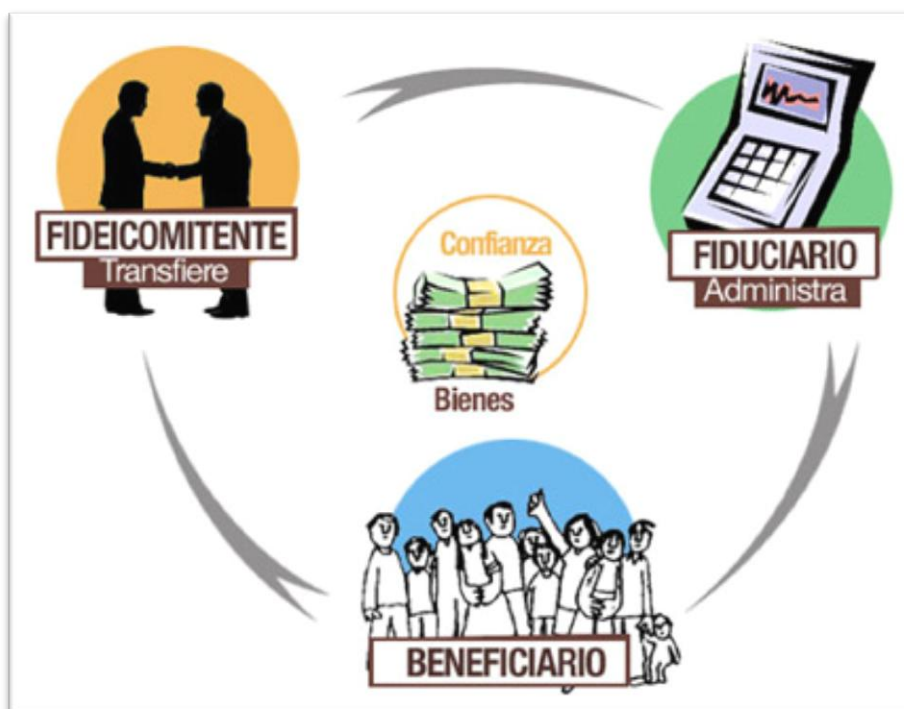 FIDEICOMITENTE
Transfiere
FIDUCIARIO
Administra
Confianza
Bienes
BENEFICIARIO